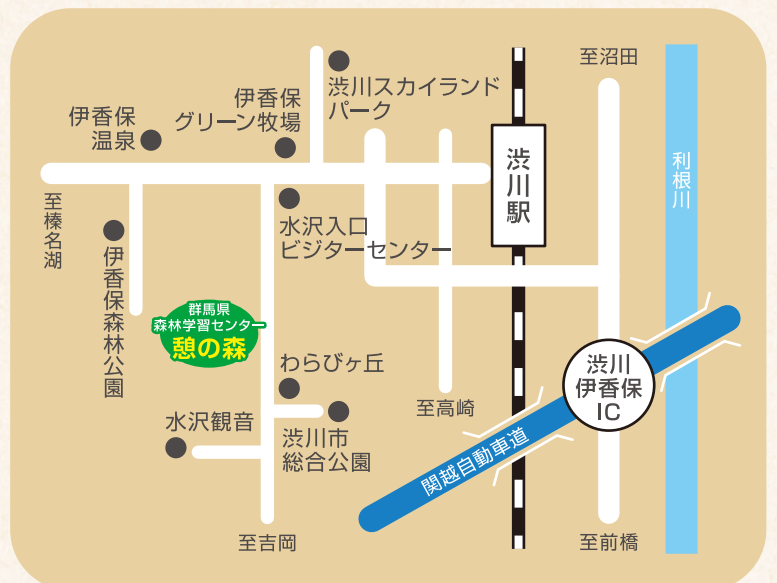 至沼田
渋川スカイランド
パーク
伊香保
グリーン牧場
伊香保
温泉
渋川駅
利根川
至榛名湖
水沢入口
ビジターセンター
伊香保森林公園
群馬県
森林学習センター
憩の森
わらびヶ丘
渋川
伊香保
IC
至高崎
水沢観音
渋川市
総合公園
関越自動車道
至吉岡
至前橋